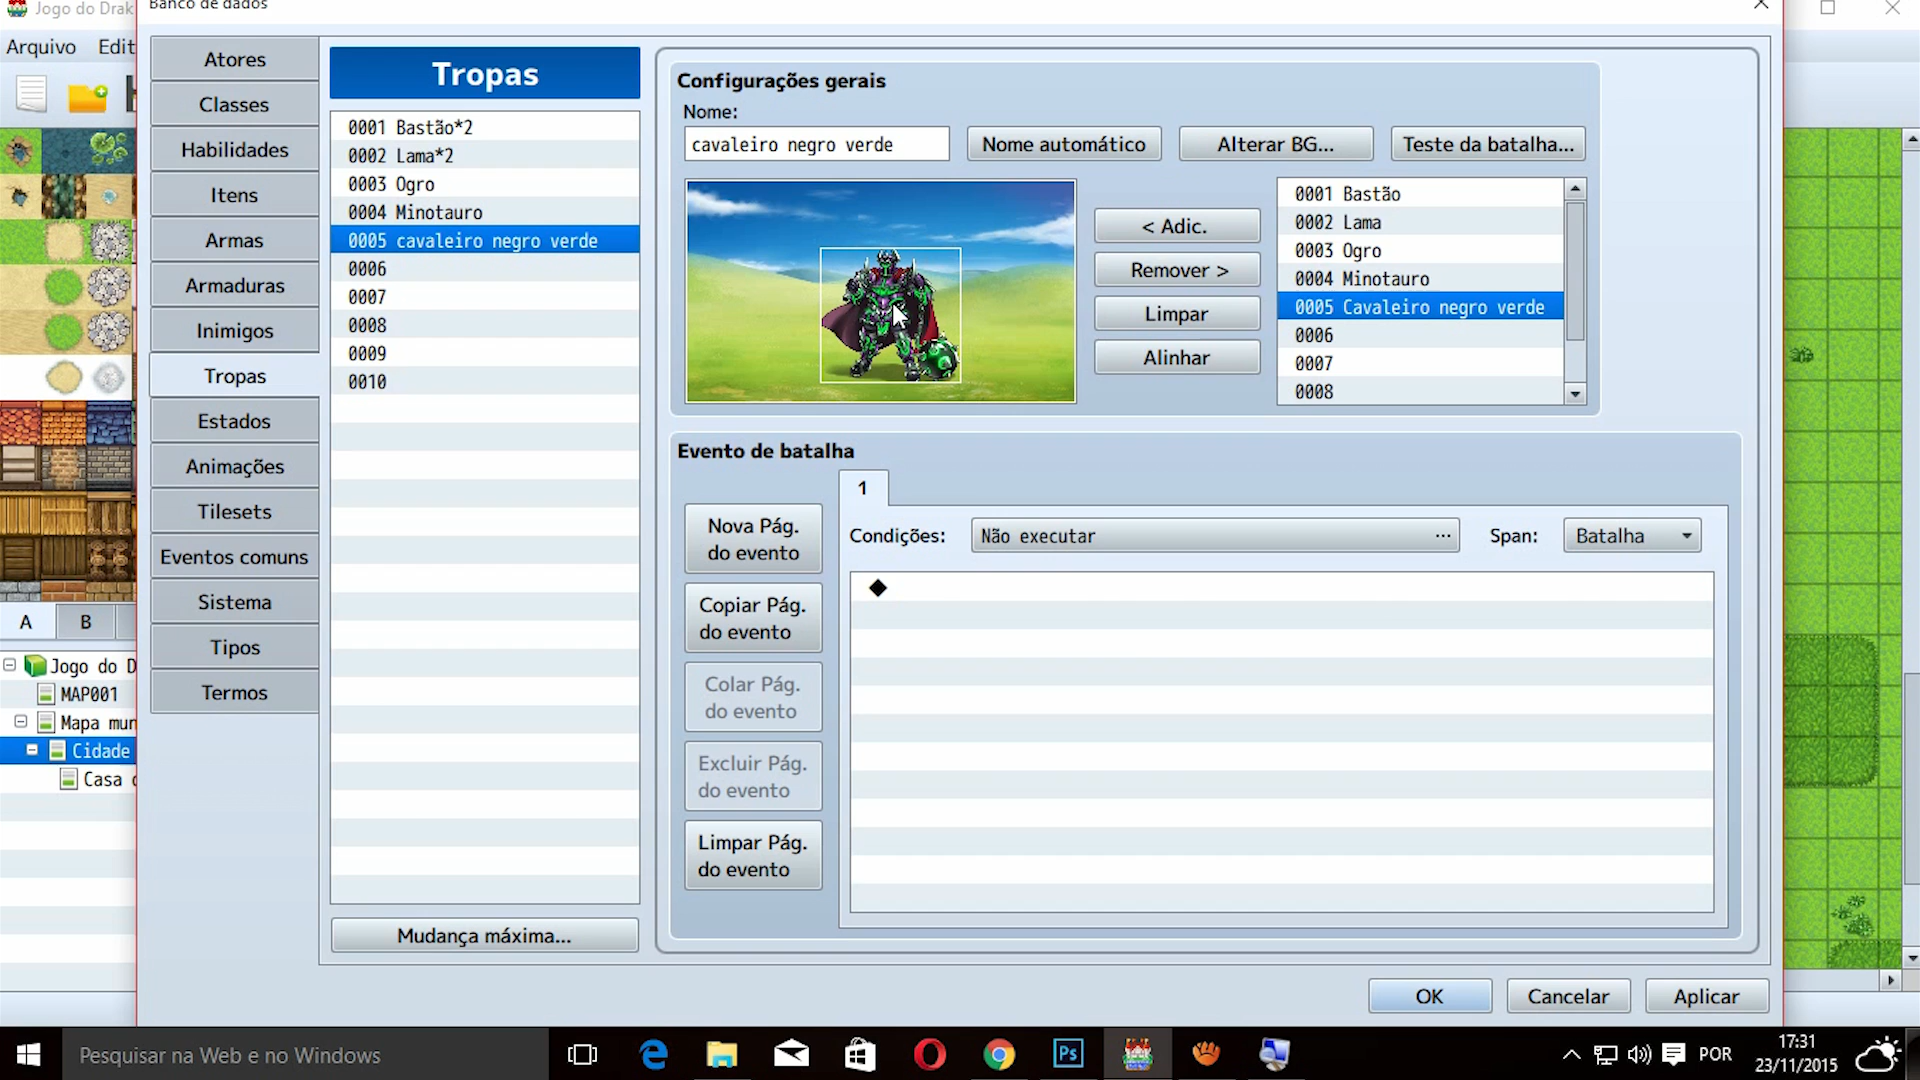 Jogo do Drak
Banco de dados
Arquivo Edit
Atores
Classes
Habilidades
Itens
Armas
Armaduras
Inimigos
Tropas
Estados
Animações
Tilesets
Eventos comuns
Sistema
Tipos
Termos
A B
Jogo do D
MAP001
Mapa mun
Cidade
Casa
Tropas
0001 Bastão*2
0002 Lama*2
0003 Ogro
0004 Minotauro
0005 cavaleiro negro verde
0006
0007
0008
0009
0010
Mudança máxima...
Configurações gerais
Nome:
cavaleiro negro verde
Nome automático
Alterar BG...
Teste da batalha...
< Adic.
Remover >
Limpar
Alinhar
0001 Bastão
0002 Lama
0003 Ogro
0004 Minotauro
0005 Cavaleiro negro verde
0006
0007
0008
Evento de batalha
1
Nova Pág.
do evento
Copiar Pág.
do evento
Colar Pág.
do evento
Excluir Pág.
do evento
Limpar Pág.
do evento
Condições: Não executar ... Span: Batalha
OK Cancelar Aplicar
Pesquisar na Web e no Windows
Ps
POR
17:31
23/11/2015